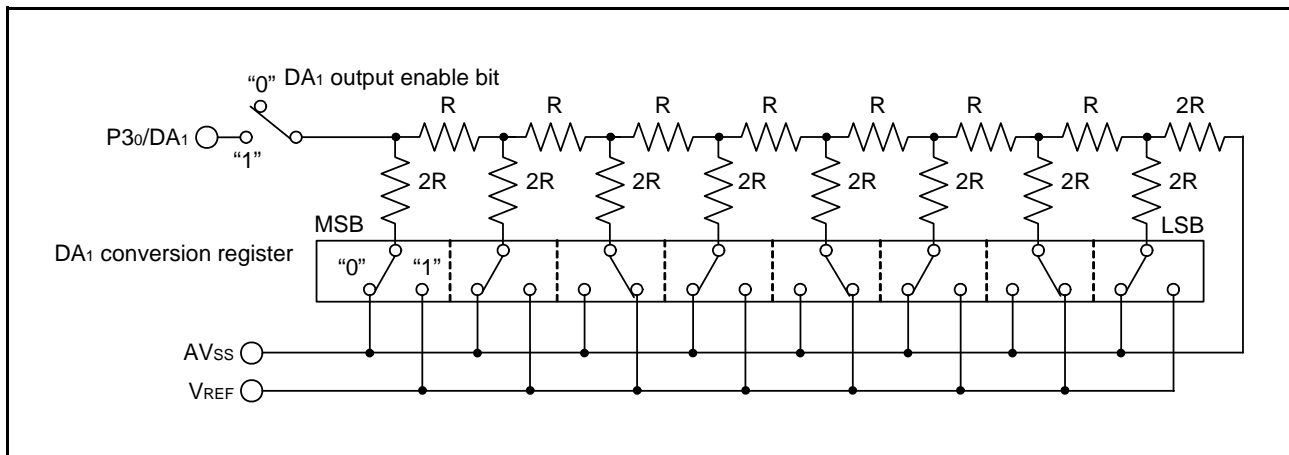 “0” DA1 output enable bit
R R R R R R R 2R
P30/DA1
“1”
2R 2R 2R 2R 2R 2R 2R 2R
MSB LSB
DA1 conversion register
“0” “1”
AVSS
VREF